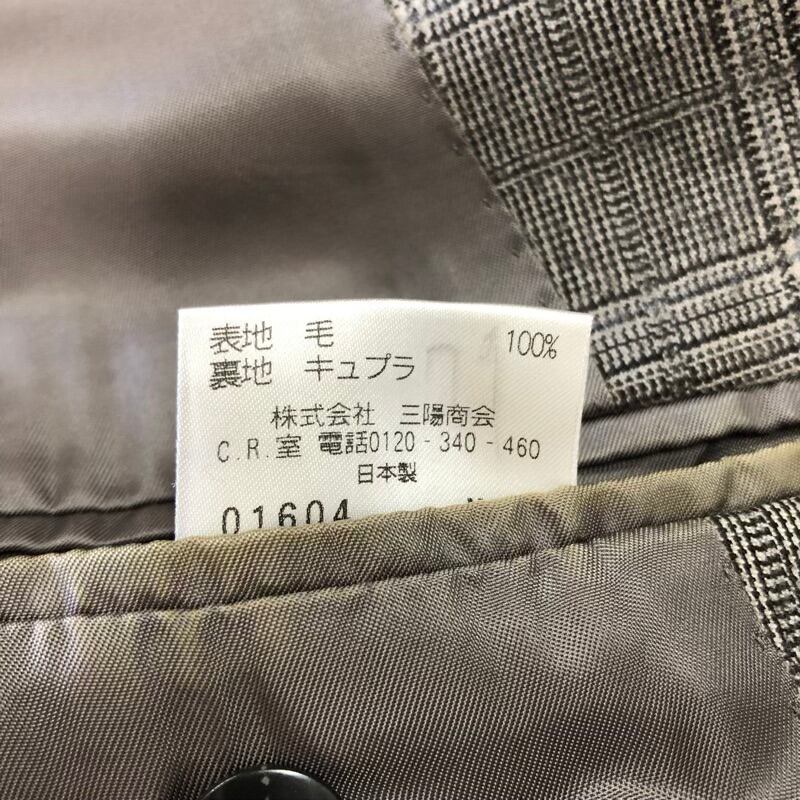 表地 毛 100%
裏地 キュプラ
株式会社 三陽商会
C.R.室 電話0120-340-460
日本製
01604